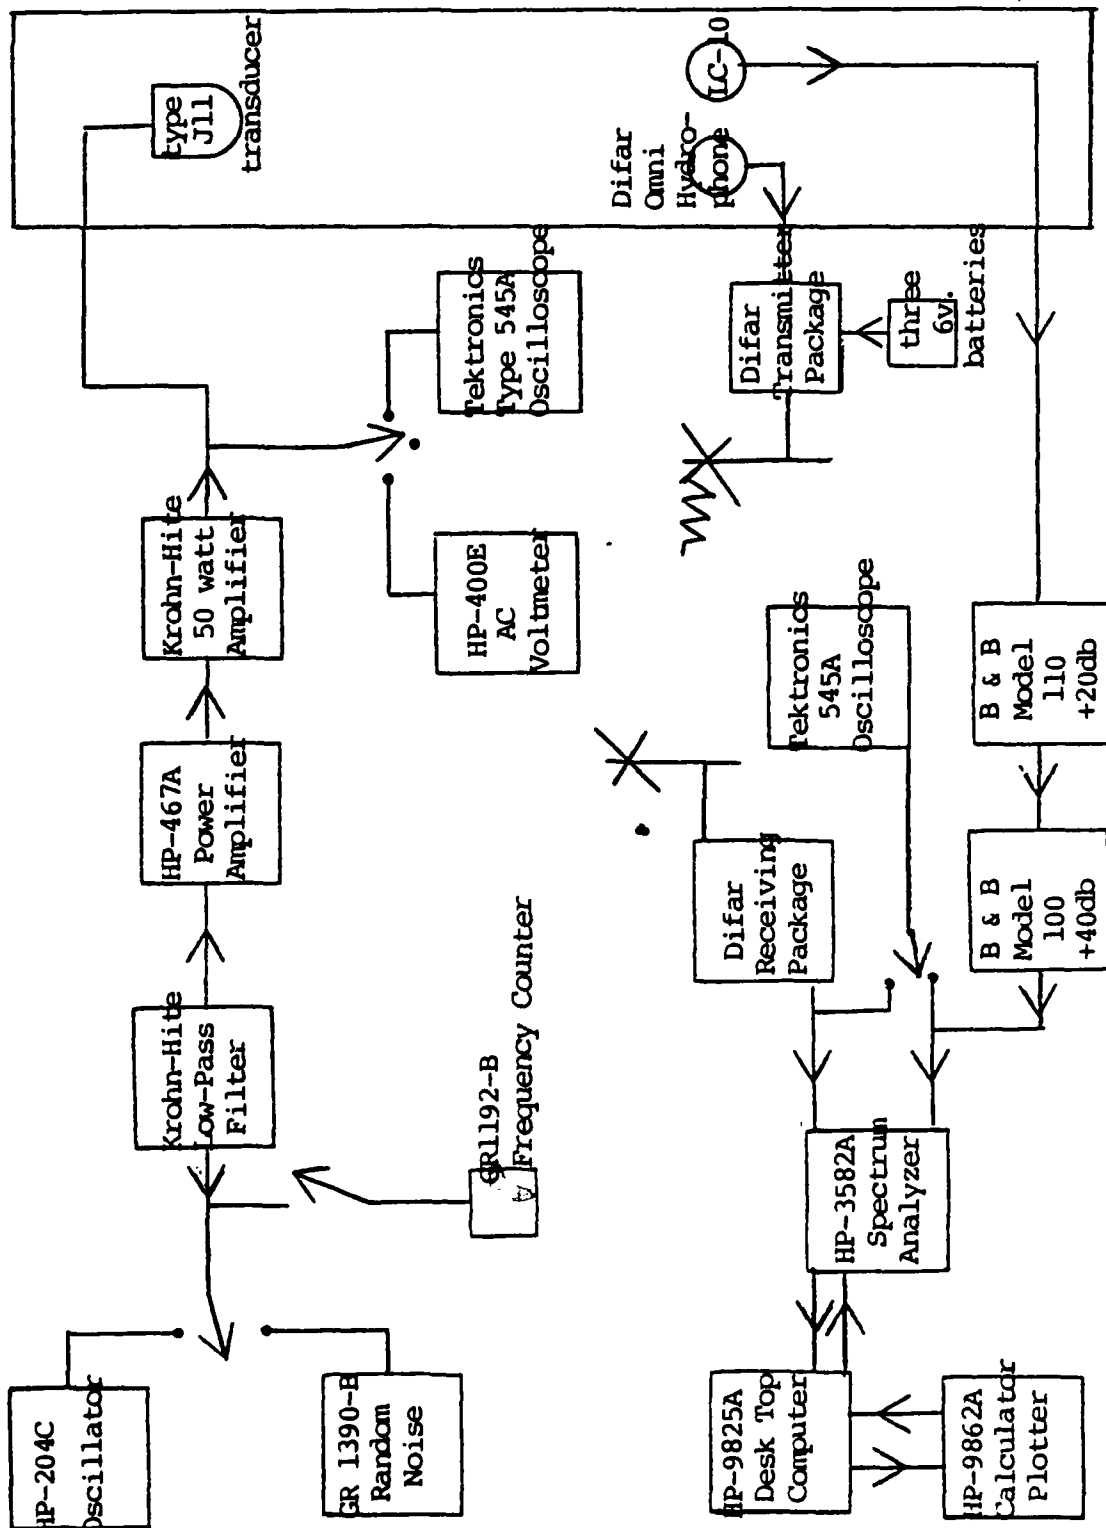 HP-204C
Oscillator
GR 1390-B
Random
Noise
Krohn-Hite
Low-Pass
Filter
GR1192-B
Frequency Counter
HP-467A
Power
Amplifier
Krohn-Hite
50 watt
Amplifier
HP-400E
AC
Voltmeter
Tektronics
Type 545A
Oscilloscope
type
J11
transducer
HP-9825A
Desk Top
Computer
HP-9862A
Calculator
Plotter
HP-3582A
Spectrum
Analyzer
Difar
Receiving
Package
Tektronics
545A
Oscilloscope
Difar
Transmitter
Package
three
6v.
batteries
Difar
Omni
Hydro-
phone
LC-10
B & B
Model
100
+40db
B & B
Model
110
+20db